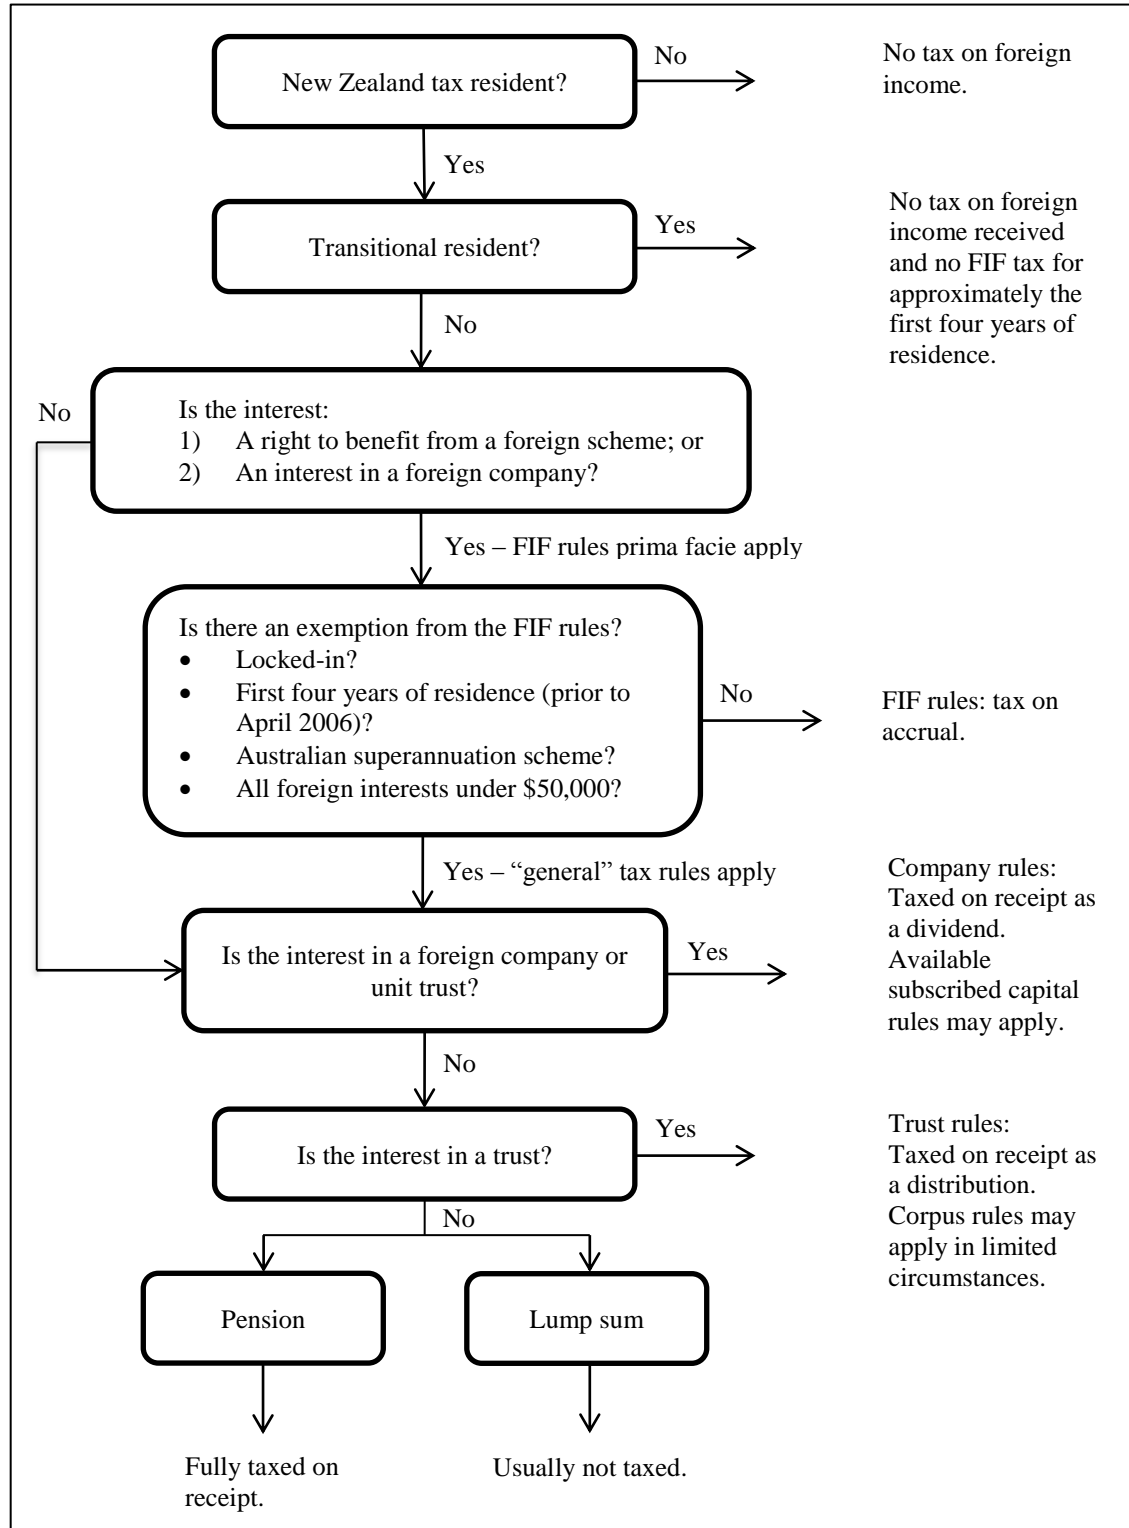 New Zealand tax resident?
No
No tax on foreign
income.
Yes
Transitional resident?
Yes
No tax on foreign
income received
and no FIF tax for
approximately the
first four years of
residence.
No
No
Is the interest:
1) A right to benefit from a foreign scheme; or
2) An interest in a foreign company?
Yes – FIF rules prima facie apply
Is there an exemption from the FIF rules?
• Locked-in?
• First four years of residence (prior to
April 2006)?
• Australian superannuation scheme?
• All foreign interests under $50,000?
No
FIF rules: tax on
accrual.
Yes – “general” tax rules apply
Is the interest in a foreign company or
unit trust?
Yes
Company rules:
Taxed on receipt as
a dividend.
Available
subscribed capital
rules may apply.
No
Is the interest in a trust?
Yes
Trust rules:
Taxed on receipt as
a distribution.
Corpus rules may
apply in limited
circumstances.
No
Pension
Lump sum
Fully taxed on
receipt.
Usually not taxed.